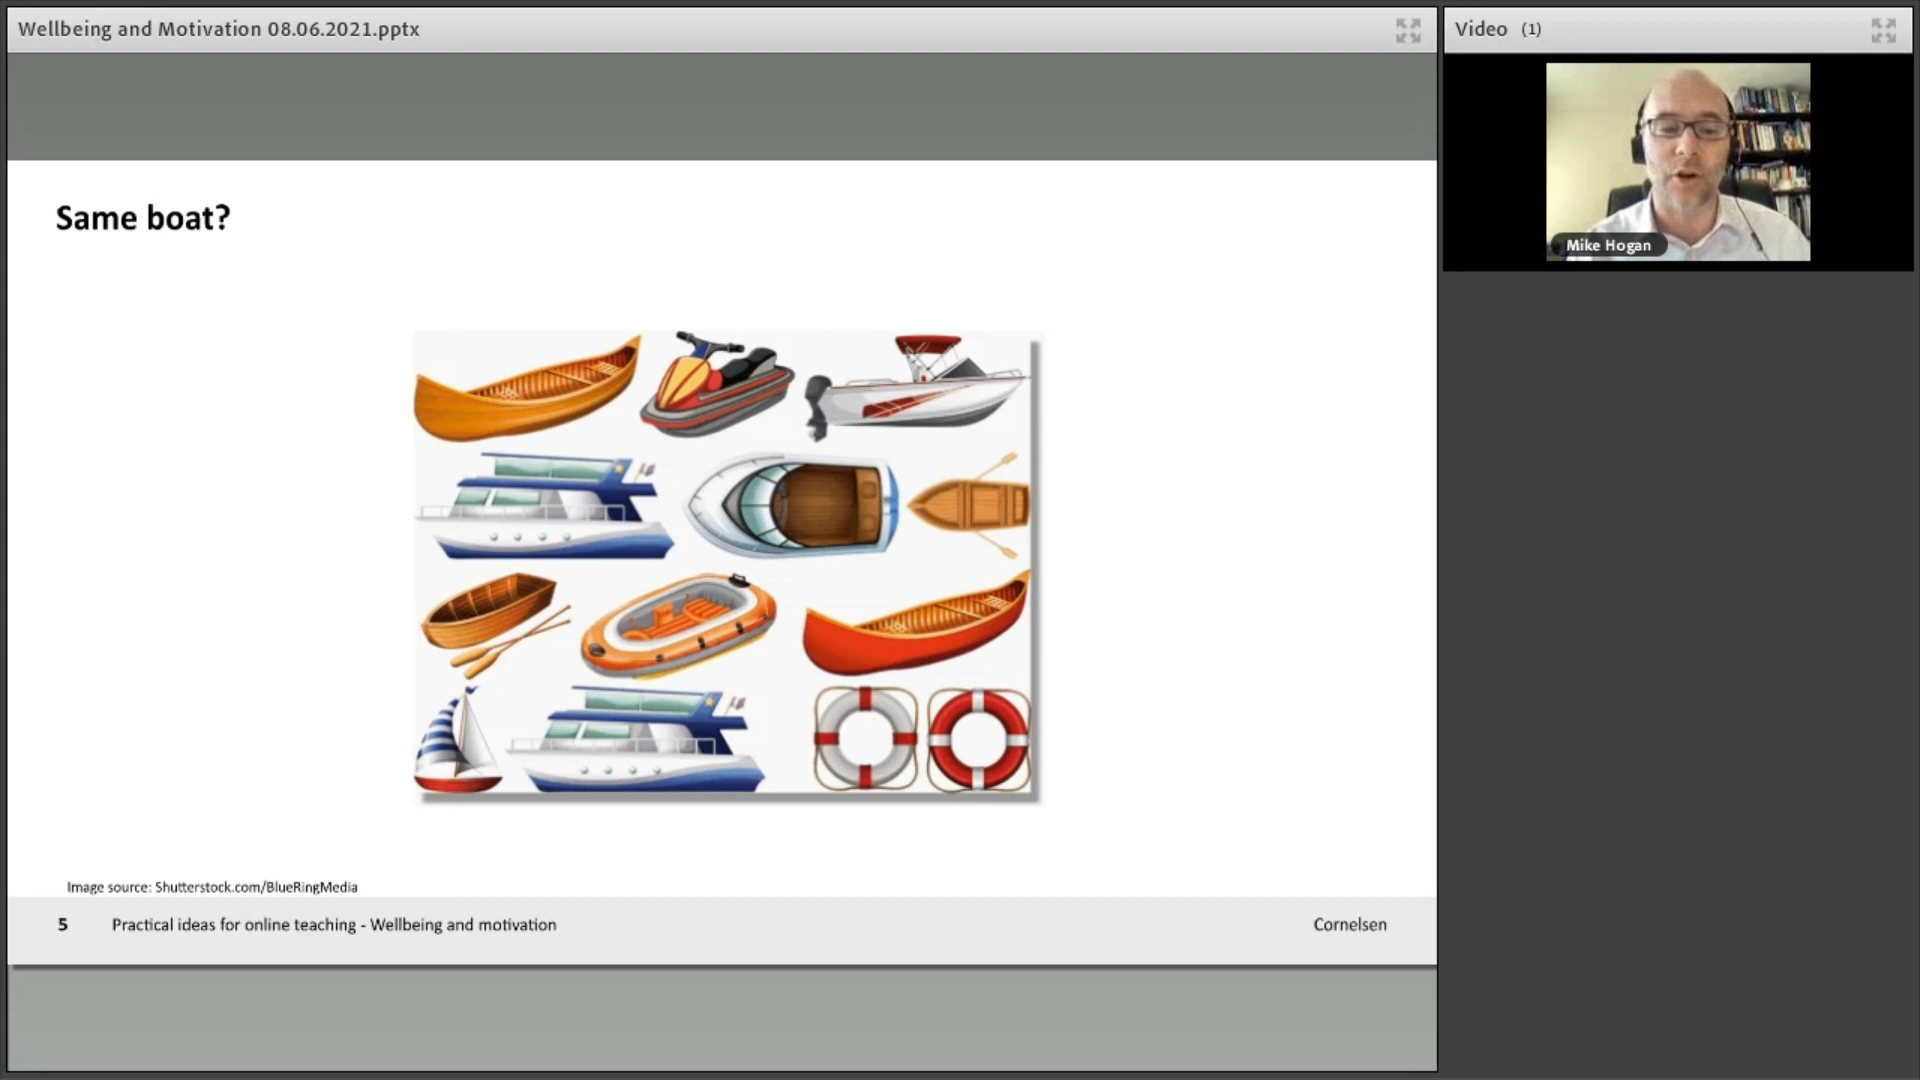 Wellbeing and Motivation 08.06.2021.pptx
Video (1)
Mike Hogan
Same boat?
Image source: Shutterstock.com/BlueRingMedia
5 Practical ideas for online teaching - Wellbeing and motivation Cornelsen